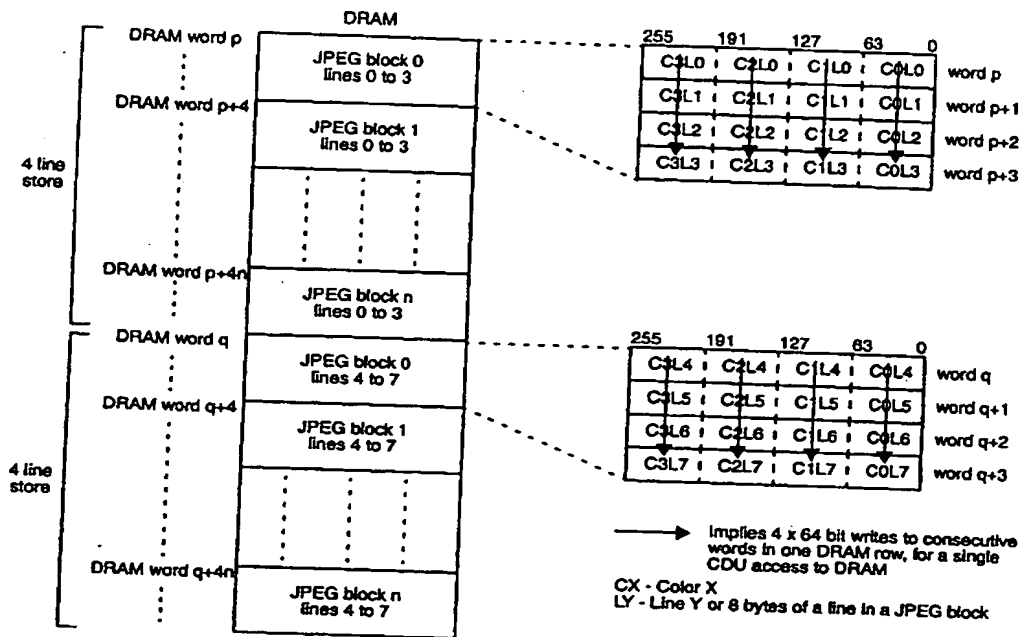 DRAM
DRAM word p
JPEG block 0
lines 0 to 3
DRAM word p+4
JPEG block 1
lines 0 to 3
4 line
store
DRAM word p+4n
JPEG block n
lines 0 to 3
DRAM word q
JPEG block 0
lines 4 to 7
DRAM word q+4
JPEG block 1
lines 4 to 7
4 line
store
DRAM word q+4n
JPEG block n
lines 4 to 7
255 191 127 63 0
C3L0 C2L0 C1L0 C0L0 word p
C3L1 C2L1 C1L1 C0L1 word p+1
C3L2 C2L2 C1L2 C0L2 word p+2
C3L3 C2L3 C1L3 C0L3 word p+3
255 191 127 63 0
C3L4 C2L4 C1L4 C0L4 word q
C3L5 C2L5 C1L5 C0L5 word q+1
C3L6 C2L6 C1L6 C0L6 word q+2
C3L7 C2L7 C1L7 C0L7 word q+3
Implies 4 x 64 bit writes to consecutive
words in one DRAM row, for a single
CDU access to DRAM
CX - Color X
LY - Line Y or 8 bytes of a line in a JPEG block